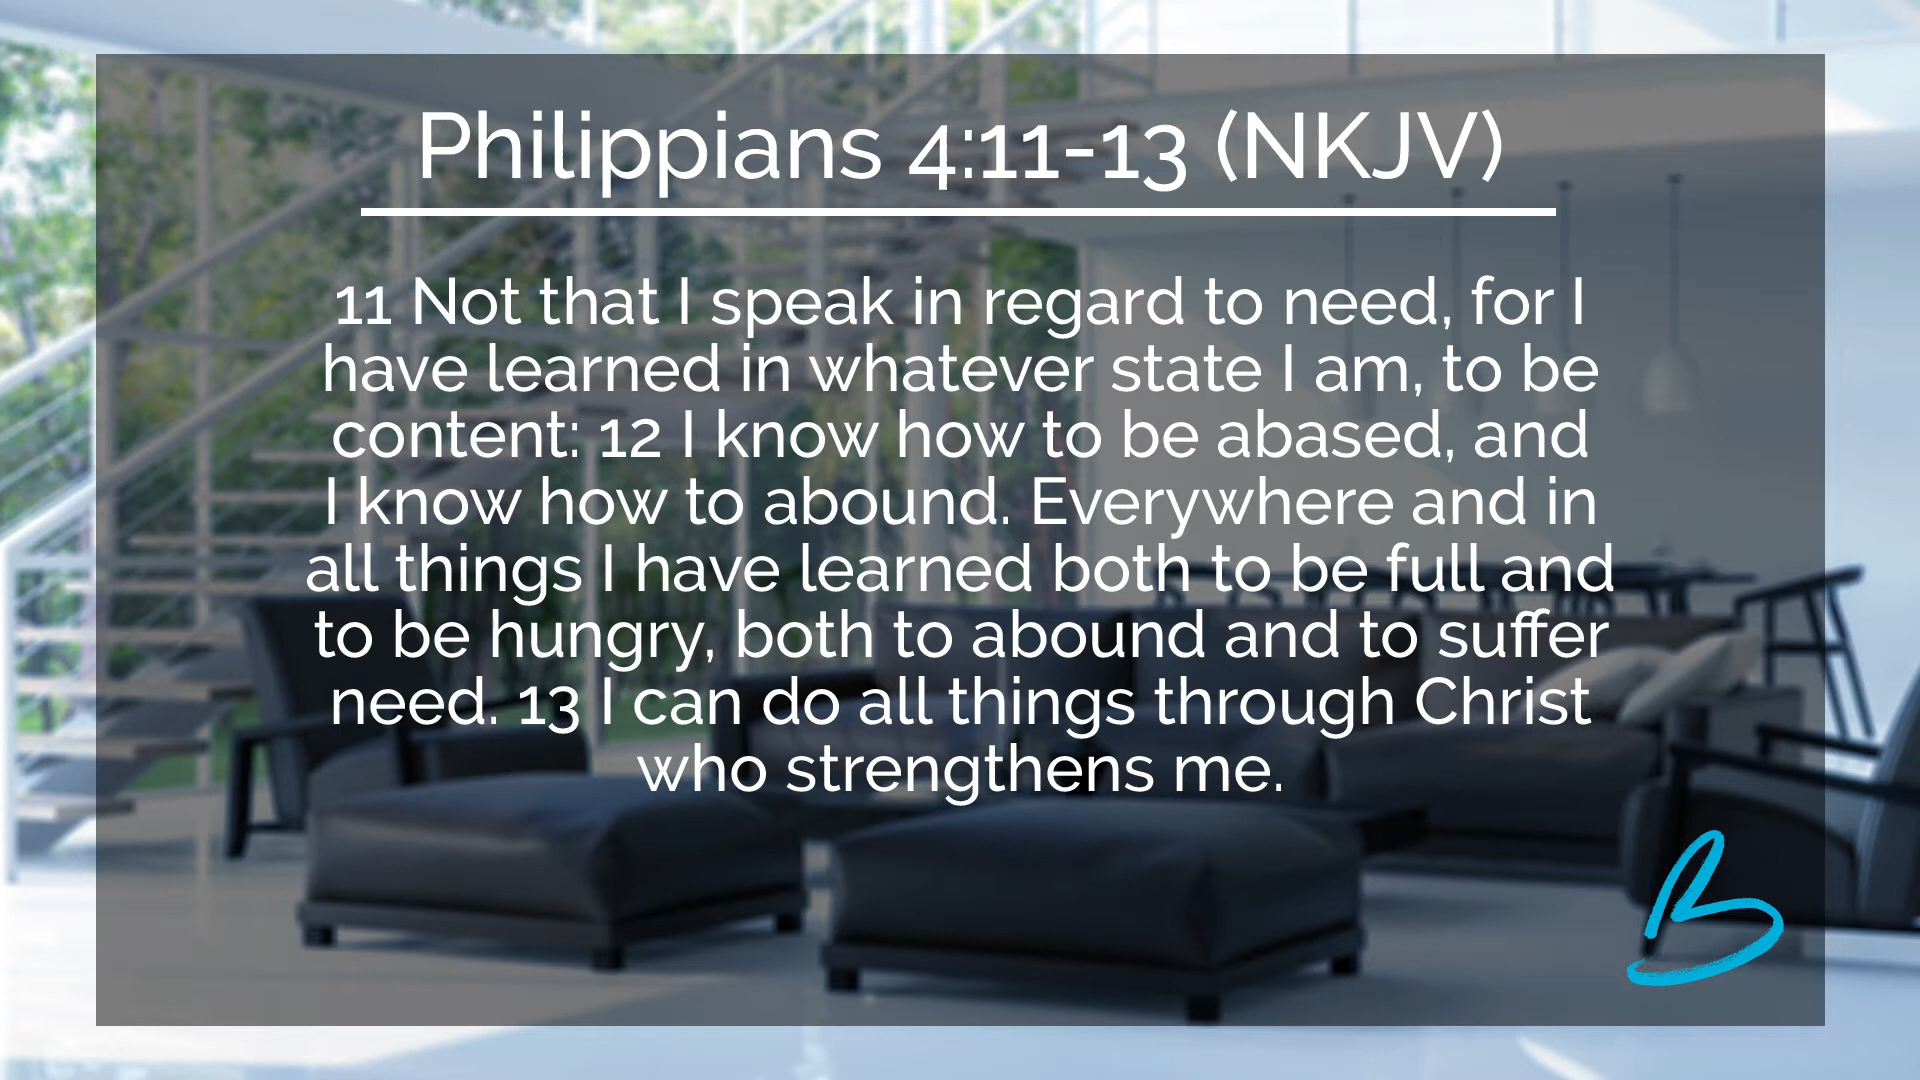 Philippians 4:11-13 (NKJV)
11 Not that I speak in regard to need, for I
have learned in whatever state I am, to be
content: 12 I know how to be abased, and
I know how to abound. Everywhere and in
all things I have learned both to be full and
to be hungry, both to abound and to suffer
need. 13 I can do all things through Christ
who strengthens me.
B